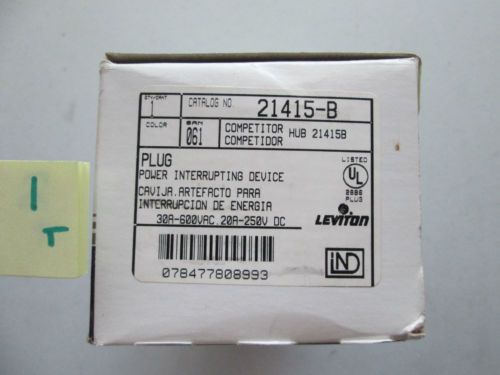 QTY/CANT
1
CATALOG NO. 21415-B
COLOR
061
COMPETITOR HUB 21415B
COMPETIDOR
PLUG
POWER INTERRUPTING DEVICE
CAVIJA.ARTEFACTO PARA
INTERRUPCION DE ENERGIA
30A-600VAC.20A-250V DC
LISTED
UL
PLUG
LEVITON
078477808993
IND
1
T